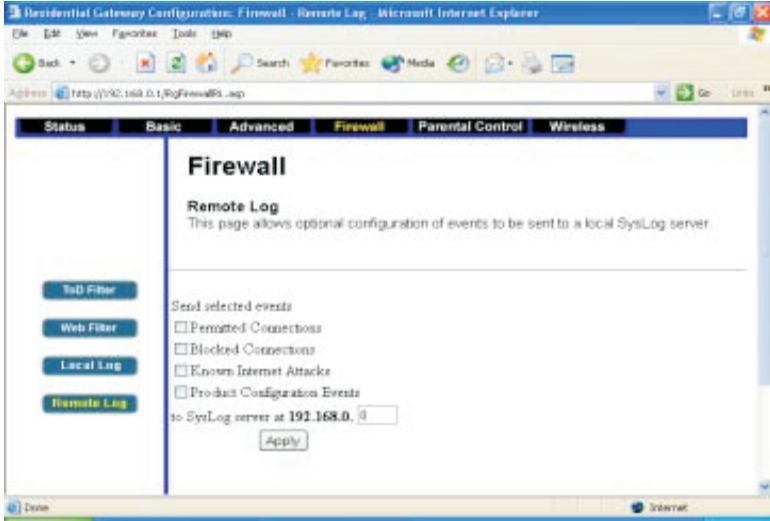 Residential Gateway Configuration: Firewall - Remote Log - Microsoft Internet Explorer
File Edit View Favorites Tools Help
Back Search Favorites Media
Address http://192.168.0.1/RgFirewallRL.asp Go Links
Status Basic Advanced Firewall Parental Control Wireless
Firewall
Remote Log
This page allows optional configuration of events to be sent to a local SysLog server.
ToD Filter
Web Filter
Local Log
Remote Log
Send selected events
Permitted Connections
Blocked Connections
Known Internet Attacks
Product Configuration Events
to SysLog server at 192.168.0. 0
Apply
Done Internet